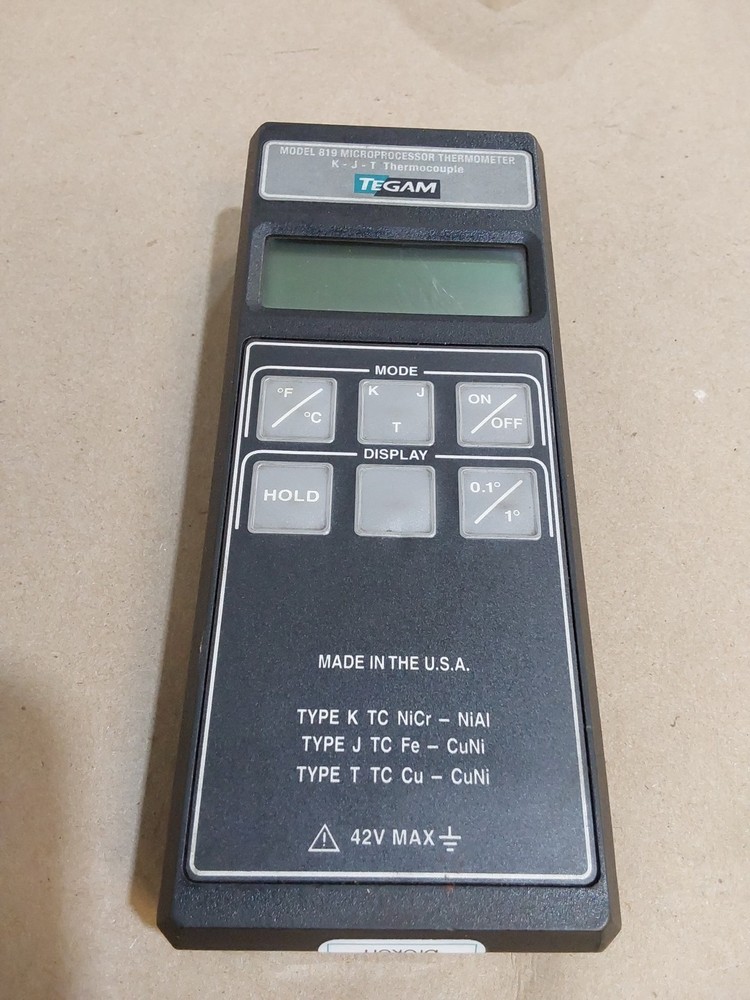 MODEL 819 MICROPROCESSOR THERMOMETER
K - J - T Thermocouple
TEGAM
MODE
°F / °C
K J
T
ON / OFF
DISPLAY
HOLD
0.1° / 1°
MADE IN THE U.S.A.
TYPE K TC NiCr – NiAl
TYPE J TC Fe – CuNi
TYPE T TC Cu – CuNi
42V MAX
Broken